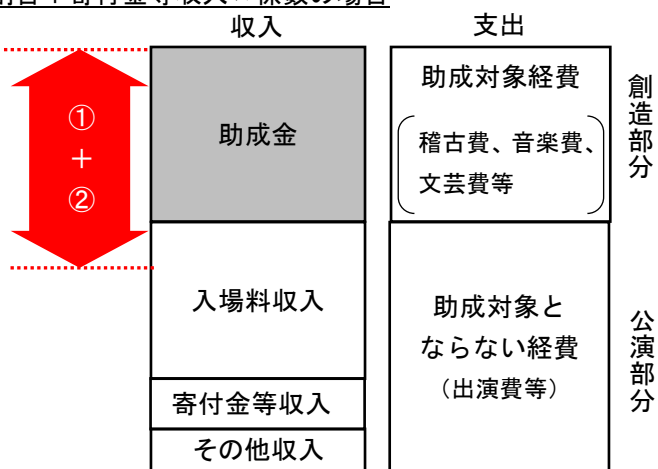 収入
支出
①
＋
②
助成金
入場料収入
寄付金等収入
その他収入
助成対象経費
稽古費、音楽費、
文芸費等
創造部分
助成対象と
ならない経費
（出演費等）
公演部分